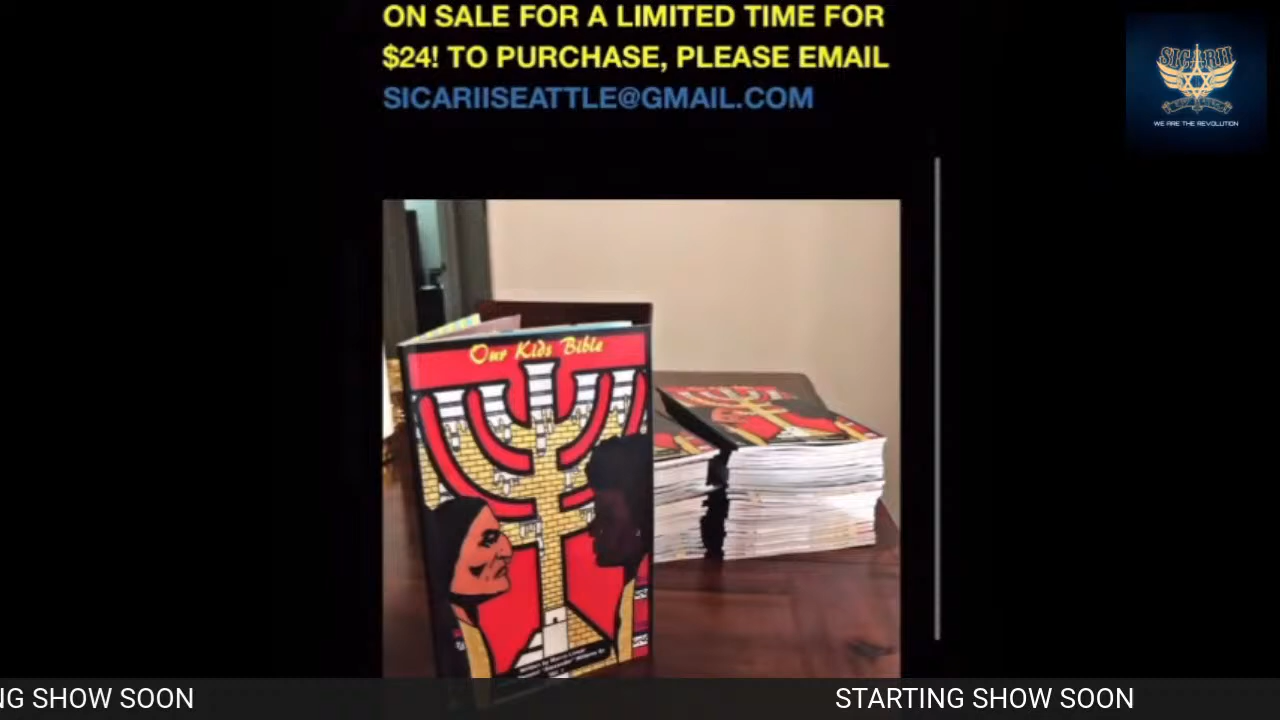 ON SALE FOR A LIMITED TIME FOR
$24! TO PURCHASE, PLEASE EMAIL
SICARIISEATTLE@GMAIL.COM
SICARII
WE ARE THE REVOLUTION
Our Kids Bible
NG SHOW SOON
STARTING SHOW SOON